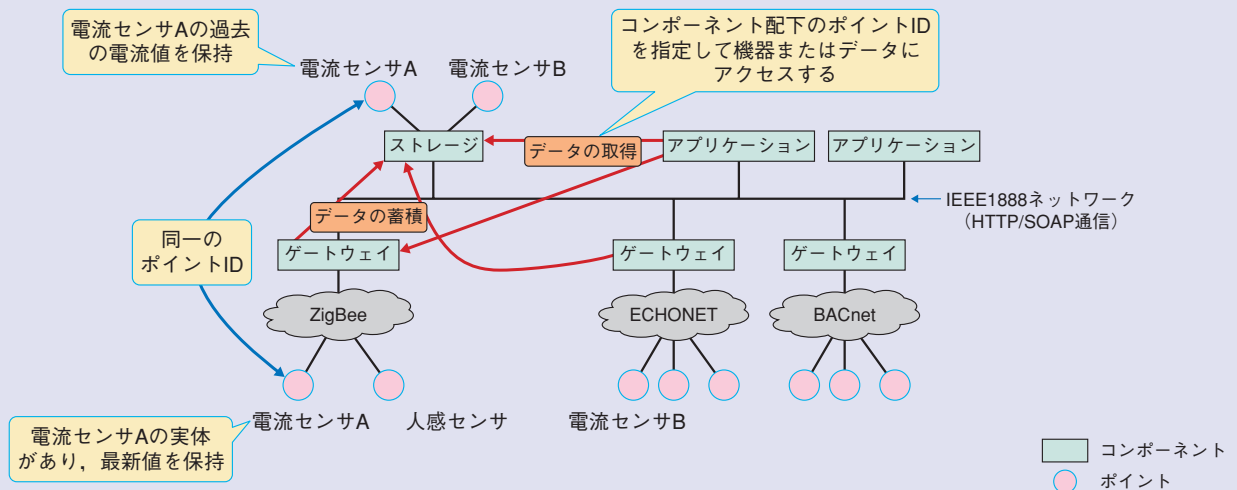 電流センサAの過去
の電流値を保持
コンポーネント配下のポイントID
を指定して機器またはデータに
アクセスする
電流センサA
電流センサB
ストレージ
データの取得
アプリケーション
アプリケーション
IEEE1888ネットワーク
（HTTP/SOAP通信）
データの蓄積
同一の
ポイントID
ゲートウェイ
ゲートウェイ
ゲートウェイ
ZigBee
ECHONET
BACnet
電流センサA
人感センサ
電流センサB
電流センサAの実体
があり，最新値を保持
コンポーネント
ポイント